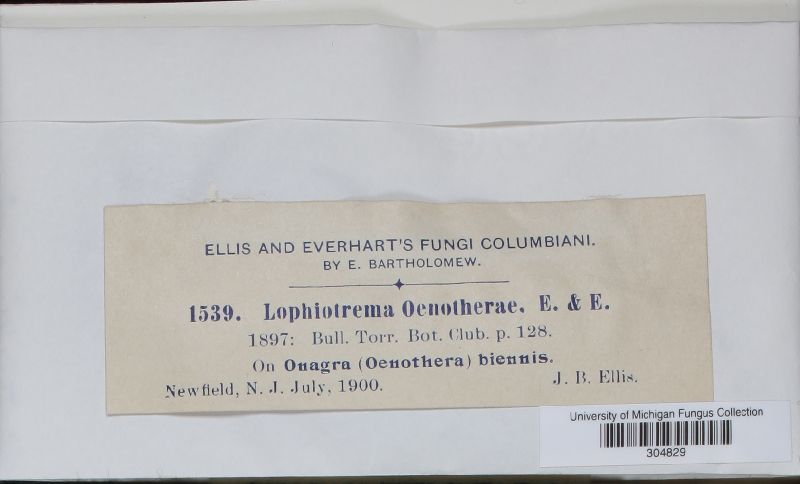 ELLIS AND EVERHART'S FUNGI COLUMBIANI.
BY E. BARTHOLOMEW.
1539. Lophiotrema Oenotherae. E. & E.
1897: Bull. Torr. Bot. Club. p. 128.
On Onagra (Oenothera) biennis.
Newfield, N. J. July, 1900. J. B. Ellis.
University of Michigan Fungus Collection
304829